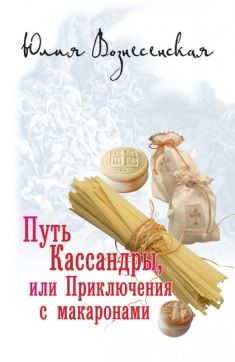 Юлия Вознесенская
Путь
Кассандры,
или Приключения
с макаронами